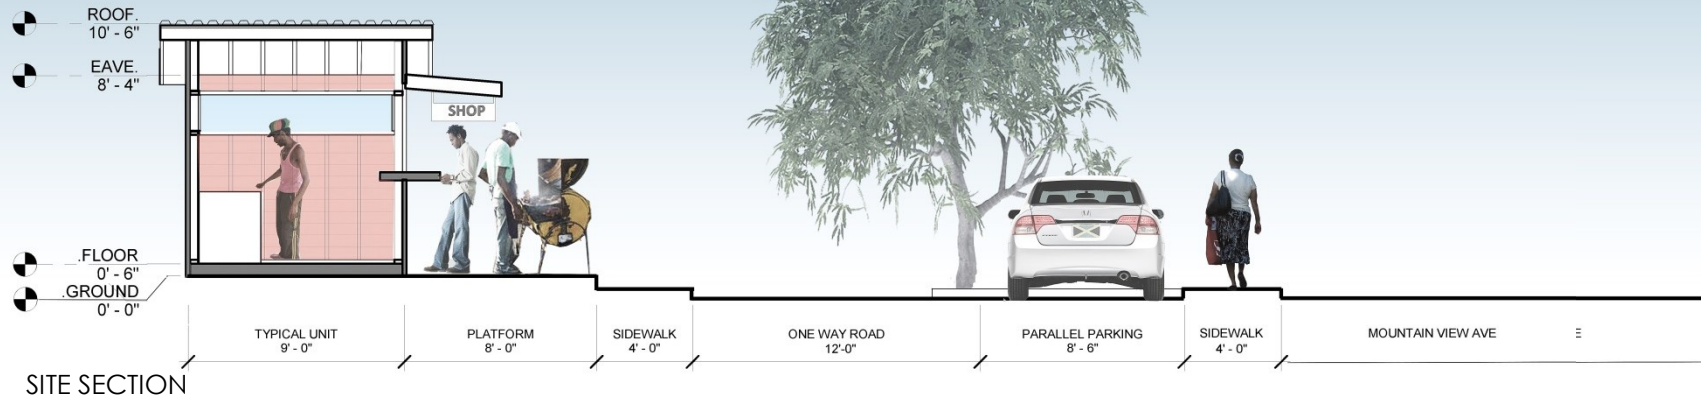 ROOF.
10' - 6"
EAVE.
8' - 4"
SHOP
.FLOOR
0' - 6"
.GROUND
0' - 0"
TYPICAL UNIT
9' - 0"
PLATFORM
8' - 0"
SIDEWALK
4' - 0"
ONE WAY ROAD
12'-0"
PARALLEL PARKING
8' - 6"
SIDEWALK
4' - 0"
MOUNTAIN VIEW AVE
SITE SECTION